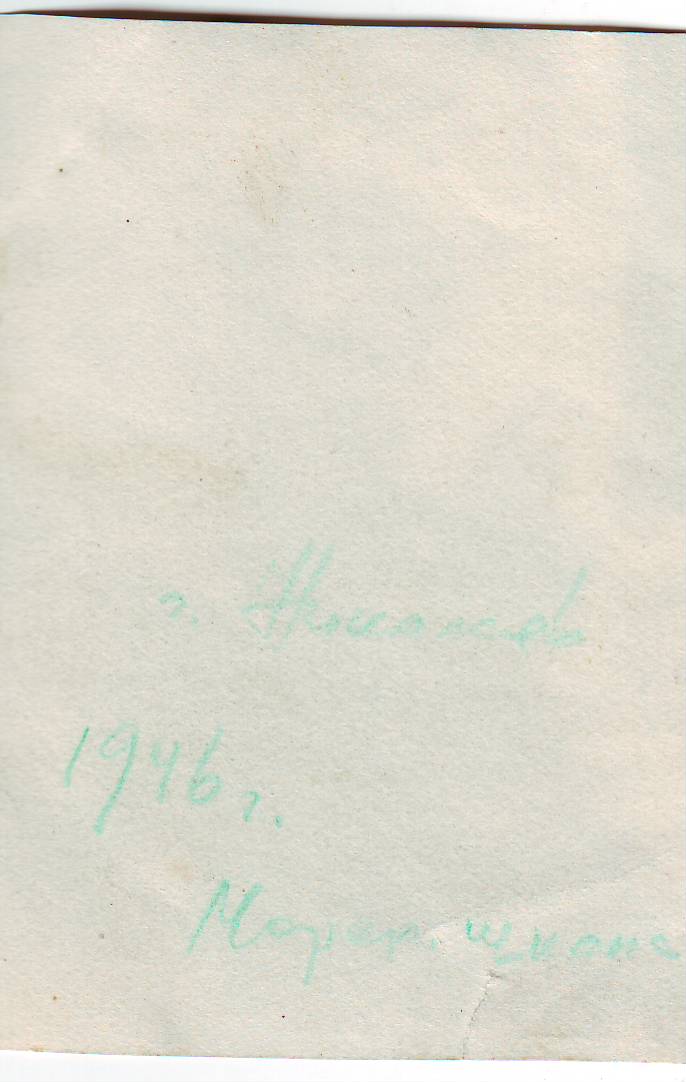 г. Николаев
1946 г.
школа